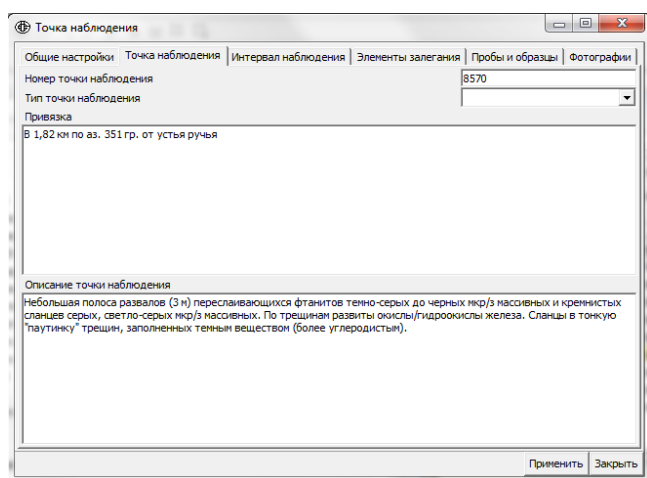 Точка наблюдения
Общие настройки Точка наблюдения Интервал наблюдения Элементы залегания Пробы и образцы Фотографии
Номер точки наблюдения 8570
Тип точки наблюдения
Привязка
В 1,82 км по аз. 351 гр. от устья ручья
Описание точки наблюдения
Небольшая полоса развалов (3 м) переслаивающихся фтанитов темно-серых до черных мкр/з массивных и кремнистых
сланцев серых, светло-серых мкр/з массивных. По трещинам развиты окислы/гидроокислы железа. Сланцы в тонкую
"паутинку" трещин, заполненных темным веществом (более углеродистым).
Применить Закрыть